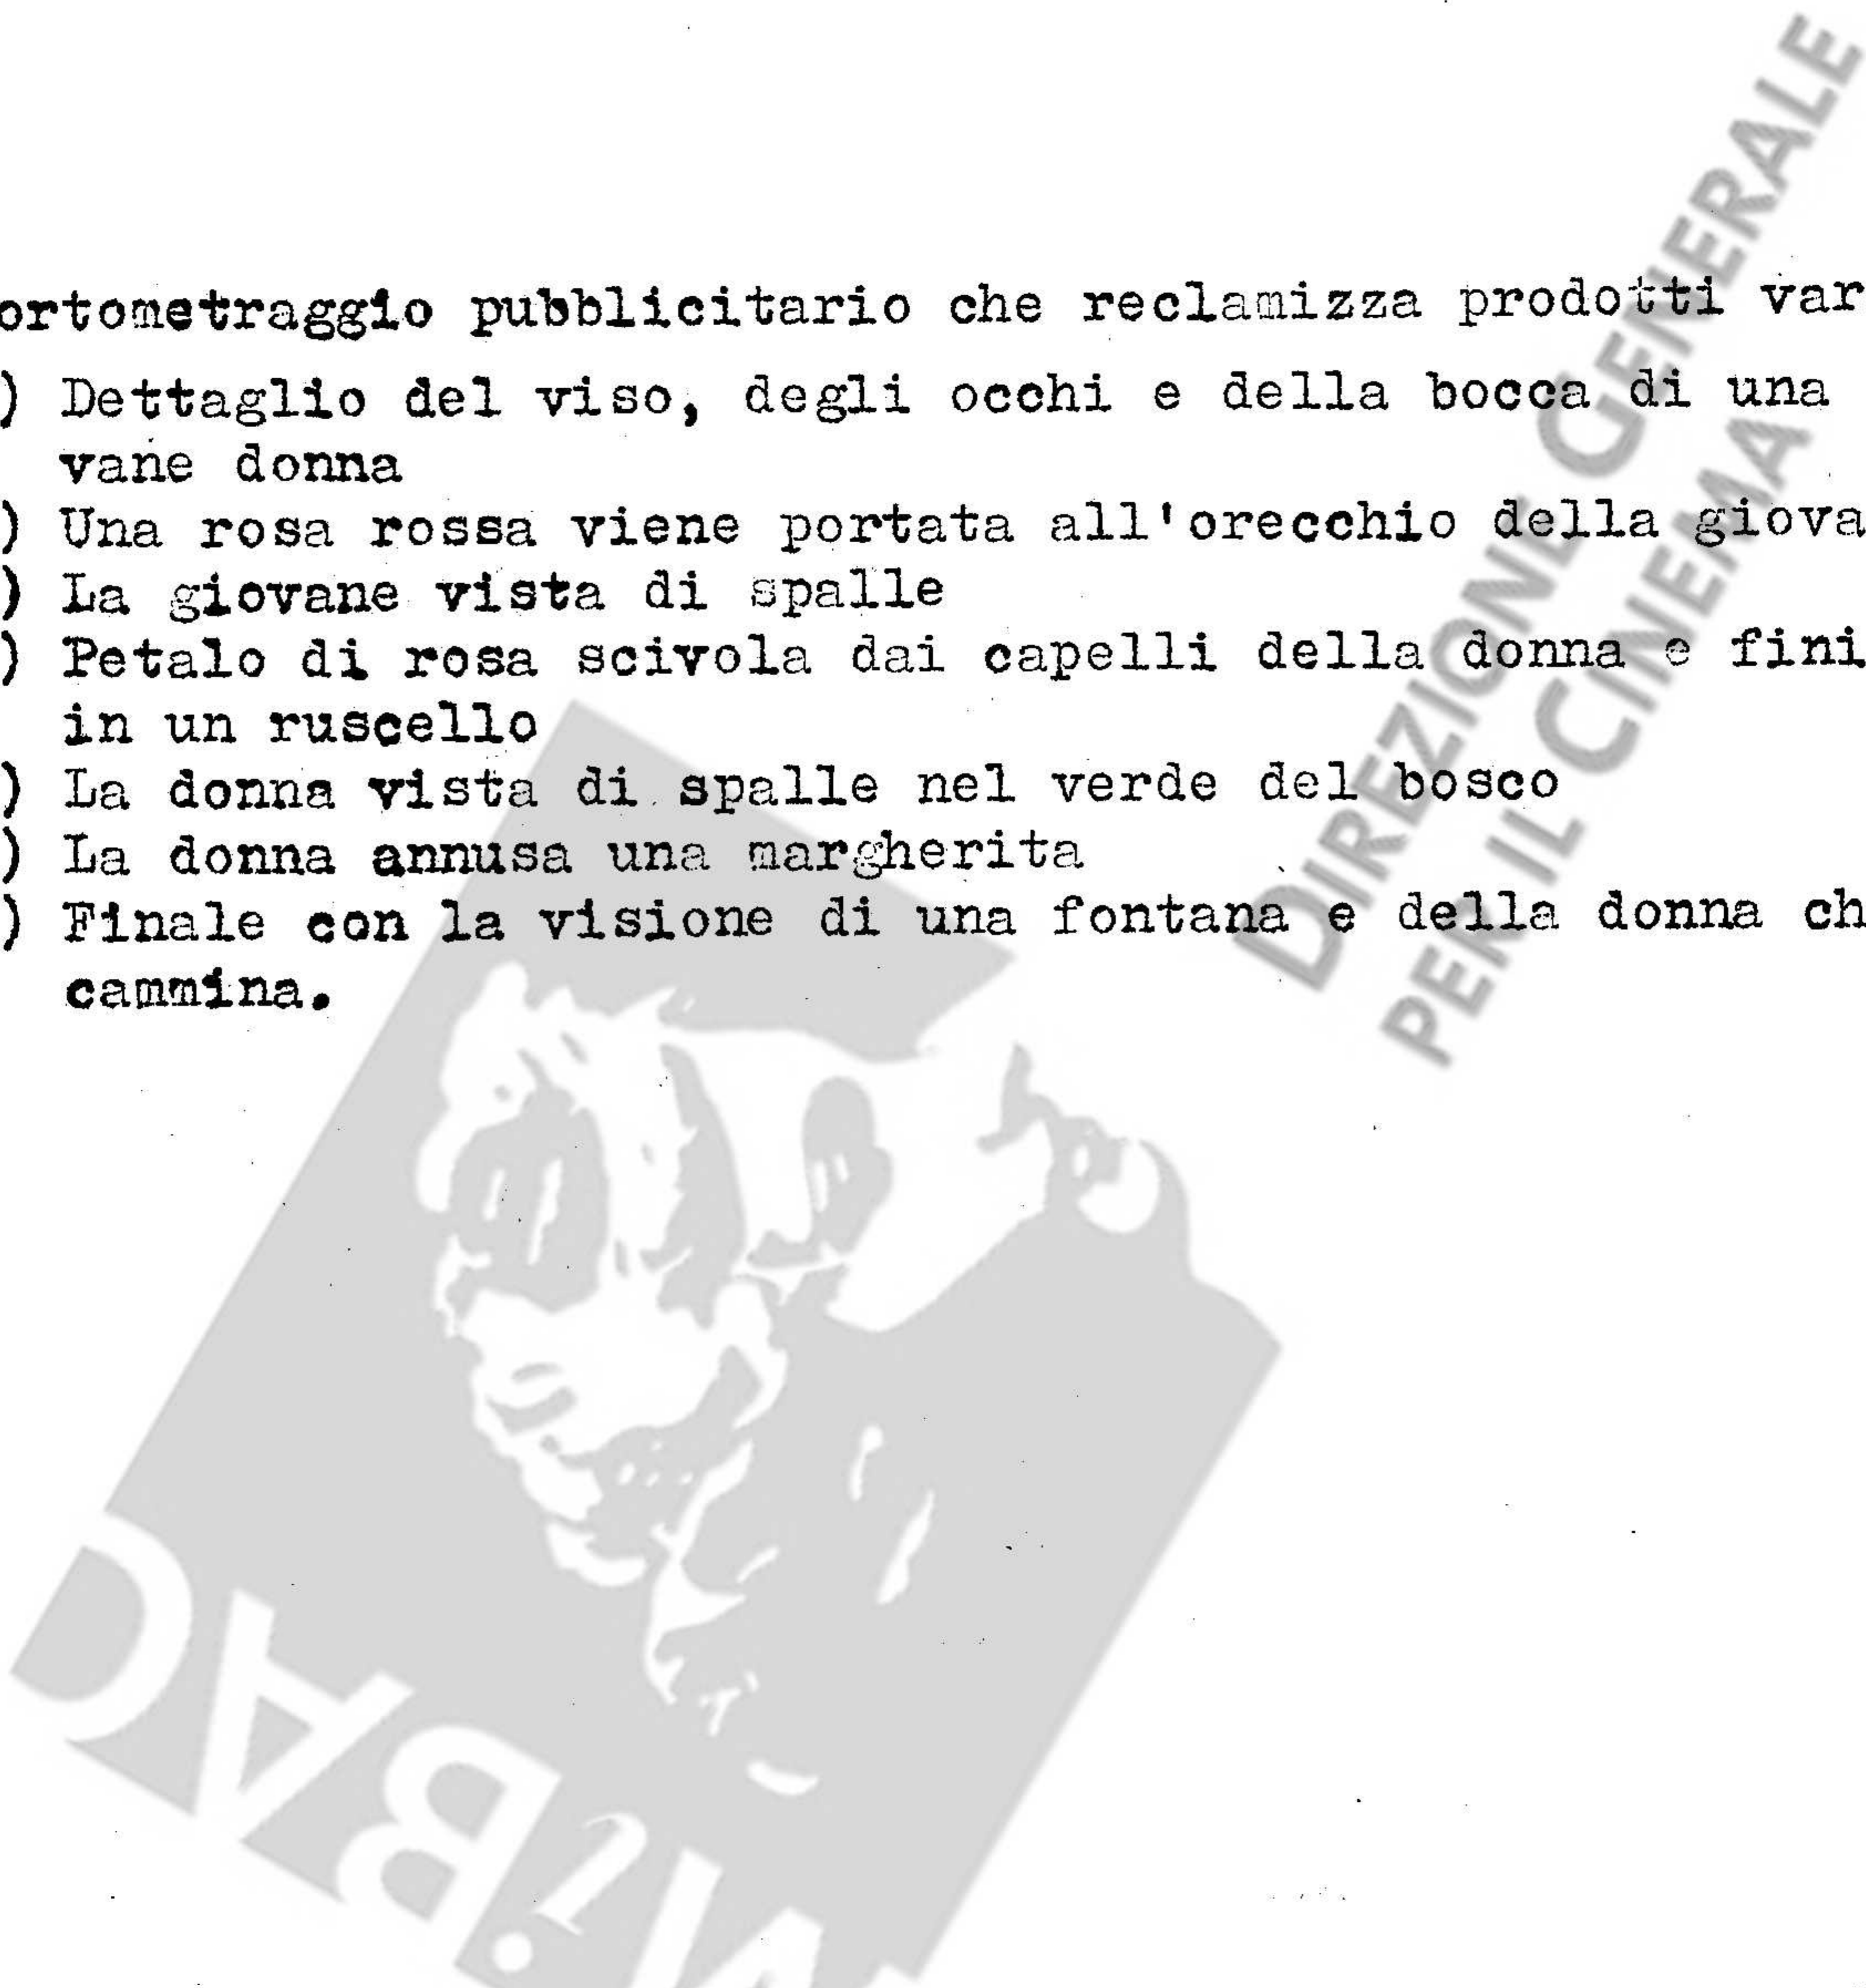 ortometraggio pubblicitario che reclamizza prodotti var
) Dettaglio del viso, degli occhi e della bocca di una
vane donna
) Una rosa rossa viene portata all'orecchio della giova
) La giovane vista di spalle
) Petalo di rosa scivola dai capelli della donna e fini
in un ruscello
) La donna vista di spalle nel verde del bosco
) La donna annusa una margherita
) Finale con la visione di una fontana e della donna ch
cammina.
DIREZIONE GENERALE
PER IL CINEMA
MiBAC